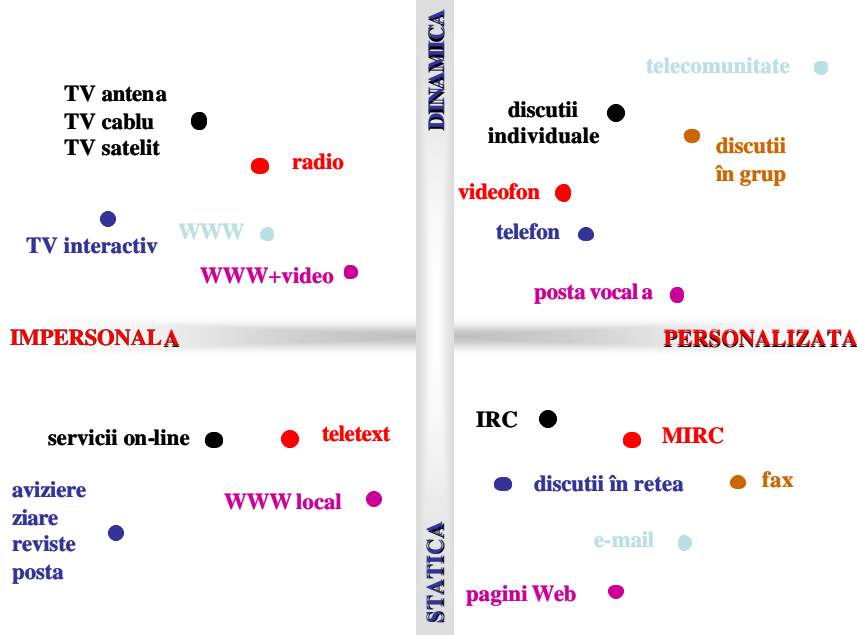 DINAMICA
telecomunitate
TV antena
TV cablu
TV satelit
discutii
individuale
discutii
în grup
radio
videofon
TV interactiv
WWW
telefon
WWW+video
posta vocala
IMPERSONALA
PERSONALIZATA
servicii on-line
teletext
IRC
MIRC
aviziere
ziare
reviste
posta
WWW local
discutii în retea
fax
e-mail
pagini Web
STATICA